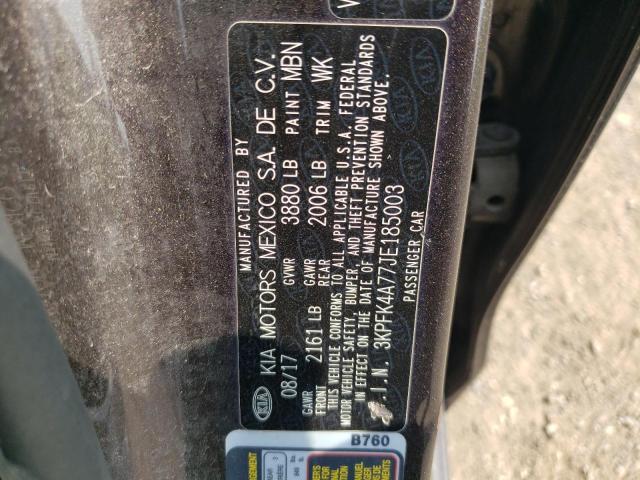 MANUFACTURED BY
KIA KIA MOTORS MEXICO S.A. DE C.V.
08/17 GVWR 3880 LB PAINT MBN
GAWR FRONT 2161 LB GAWR REAR 2006 LB TRIM WK
THIS VEHICLE CONFORMS TO ALL APPLICABLE U.S.A. FEDERAL
MOTOR VEHICLE SAFETY, BUMPER, AND THEFT PREVENTION STANDARDS
IN EFFECT ON THE DATE OF MANUFACTURE SHOWN ABOVE.
.I.N. 3KPFK4A77JE185003
PASSENGER CAR
V
B760